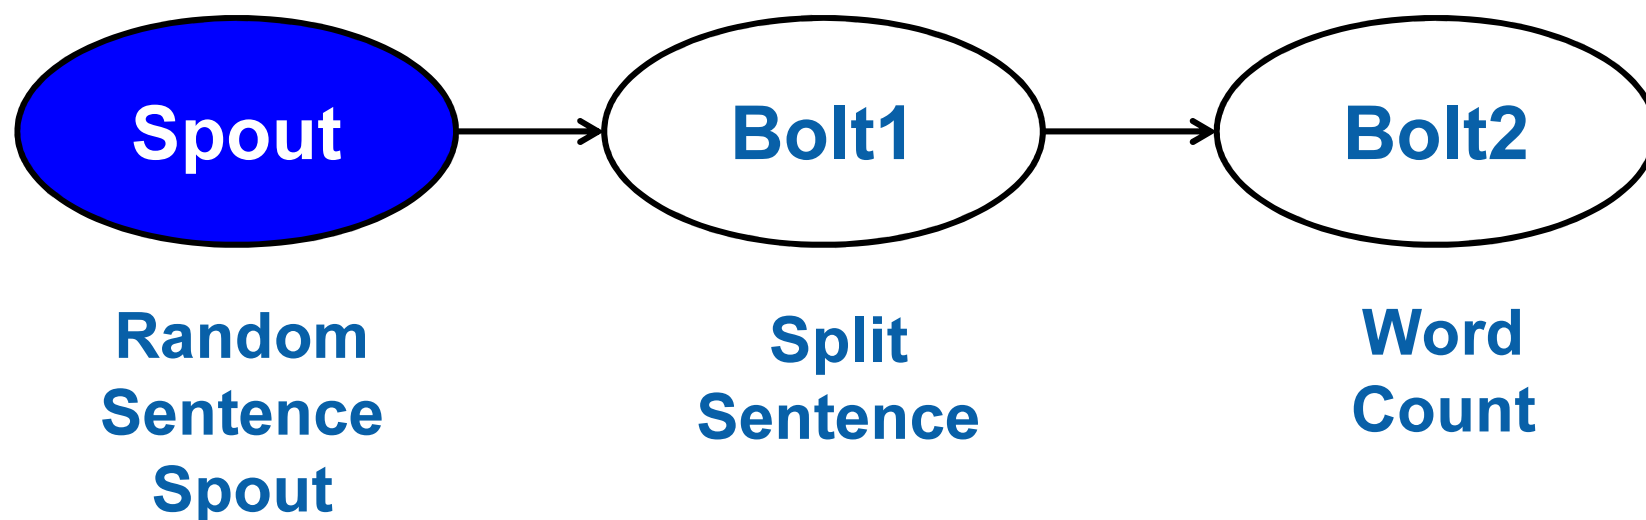 Spout
Bolt1
Bolt2
Random
Sentence
Spout
Split
Sentence
Word
Count